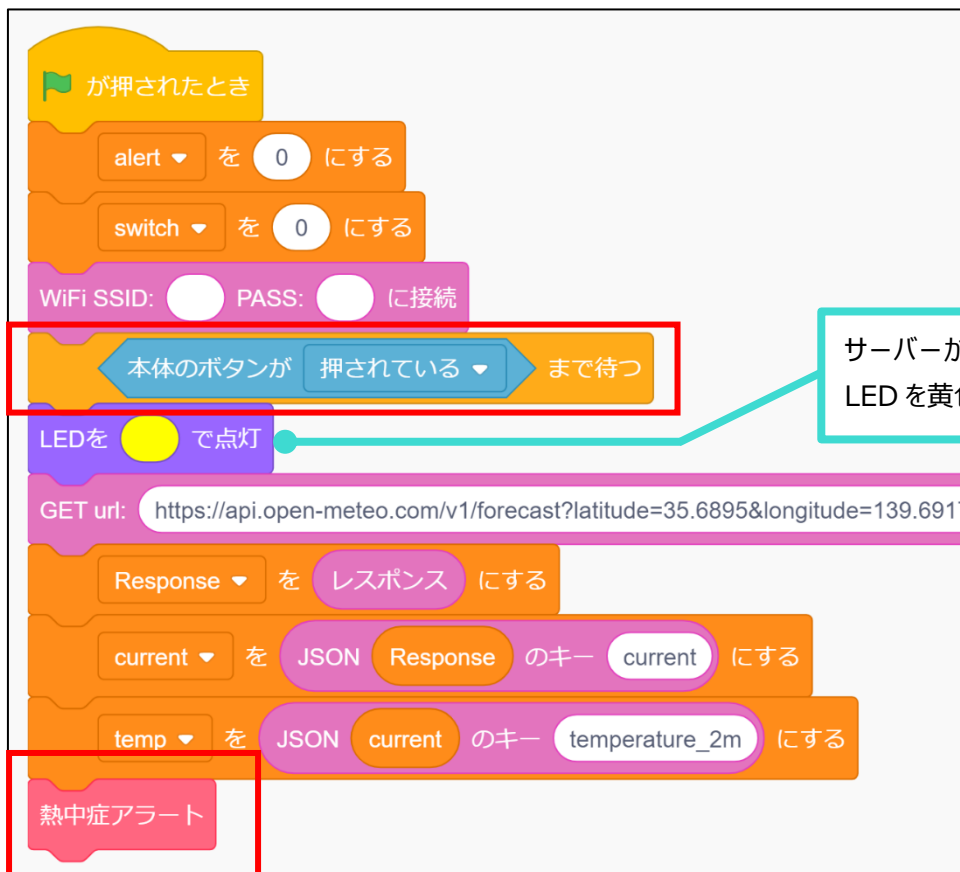 が押されたとき
alert を 0 にする
switch を 0 にする
WiFi SSID: PASS: に接続
本体のボタンが 押されている まで待つ
サーバーが
LED を黄
LEDを で点灯
GET url: https://api.open-meteo.com/v1/forecast?latitude=35.6895&longitude=139.691
Response を レスポンス にする
current を JSON Response のキー current にする
temp を JSON current のキー temperature_2m にする
熱中症アラート